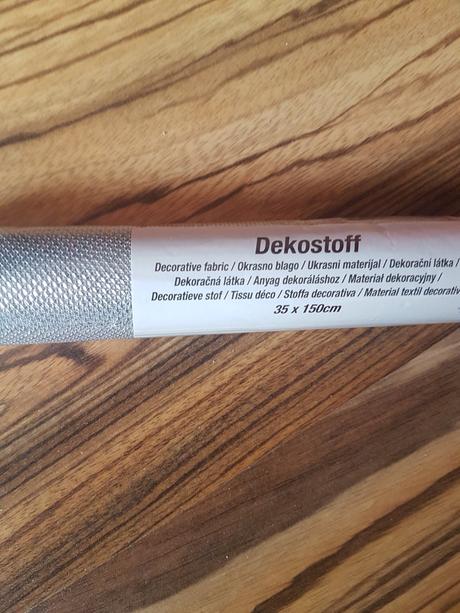 Dekostoff
Decorative fabric / Okrasno blago / Ukrasni materijal / Dekorační látka /
Dekoračná látka / Anyag dekoráláshoz / Materiał dekoracyjny /
Decoratieve stof / Tissu déco / Stoffa decorativa / Material textil decorativ
35 x 150cm